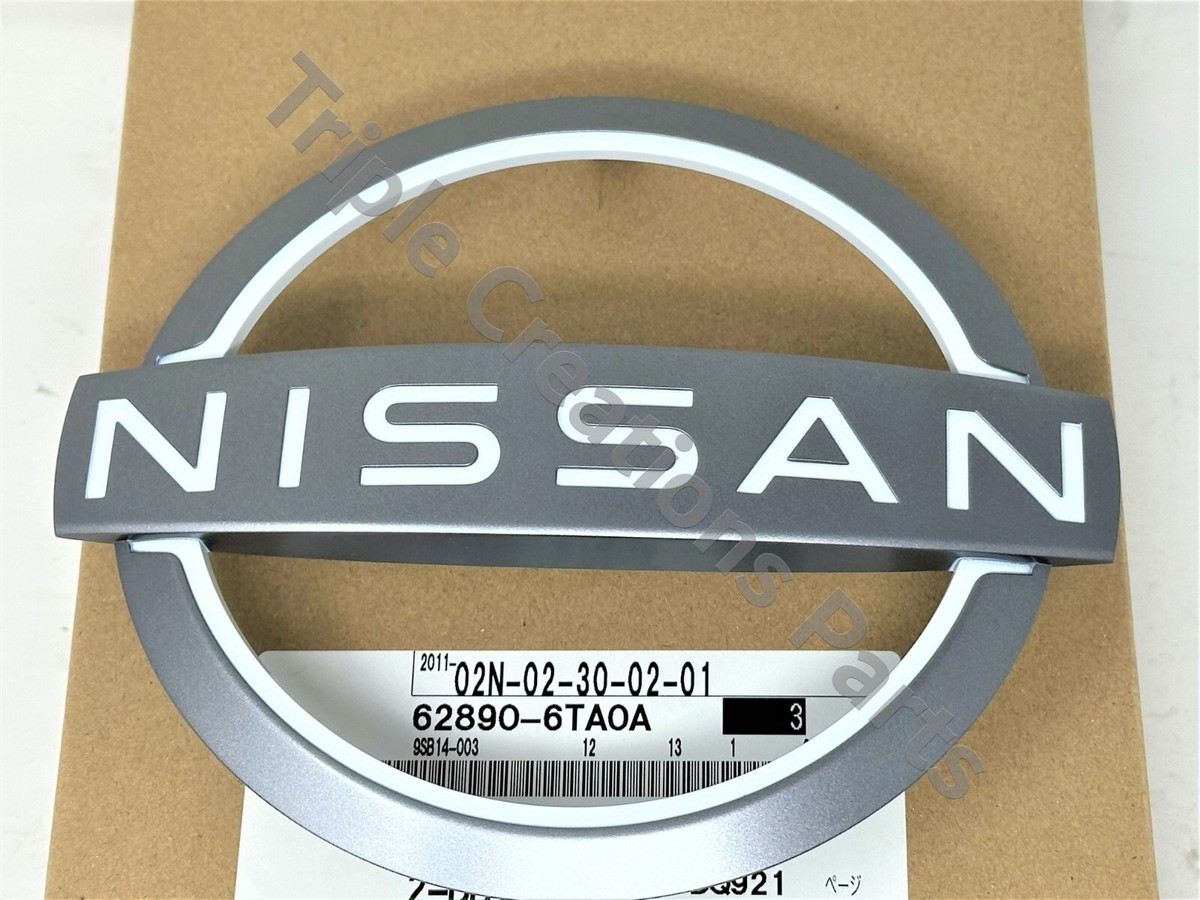 Triple Creations Parts
NISSAN
2011-02N-02-30-02-01
62890-6TA0A 3
9SB14-003 12 13 1
DQ921 ページ